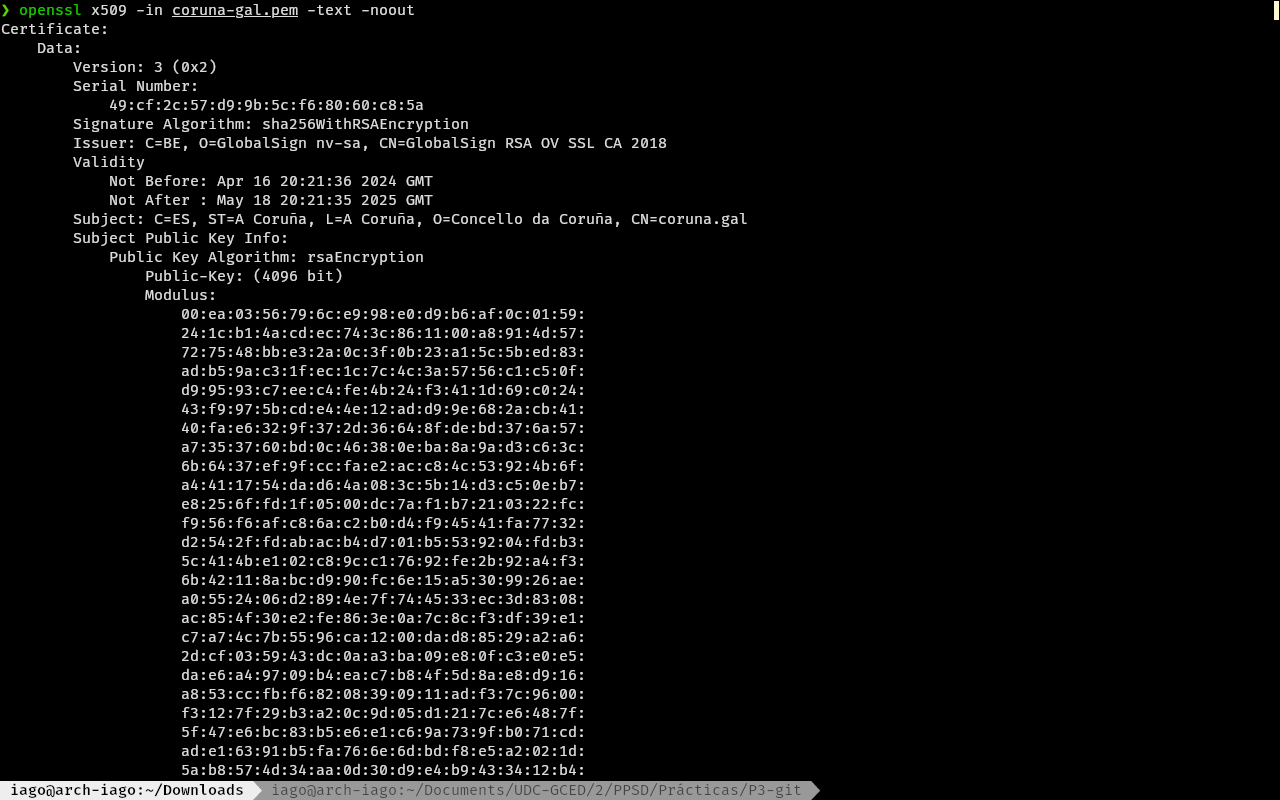 ❯ openssl x509 -in coruna-gal.pem -text -noout
Certificate:
    Data:
        Version: 3 (0x2)
        Serial Number:
            49:cf:2c:57:d9:9b:5c:f6:80:60:c8:5a
        Signature Algorithm: sha256WithRSAEncryption
        Issuer: C=BE, O=GlobalSign nv-sa, CN=GlobalSign RSA OV SSL CA 2018
        Validity
            Not Before: Apr 16 20:21:36 2024 GMT
            Not After : May 18 20:21:35 2025 GMT
        Subject: C=ES, ST=A Coruña, L=A Coruña, O=Concello da Coruña, CN=coruna.gal
        Subject Public Key Info:
            Public Key Algorithm: rsaEncryption
                Public-Key: (4096 bit)
                Modulus:
                    00:ea:03:56:79:6c:e9:98:e0:d9:b6:af:0c:01:59:
                    24:1c:b1:4a:cd:ec:74:3c:86:11:00:a8:91:4d:57:
                    72:75:48:bb:e3:2a:0c:3f:0b:23:a1:5c:5b:ed:83:
                    ad:b5:9a:c3:1f:ec:1c:7c:4c:3a:57:56:c1:c5:0f:
                    d9:95:93:c7:ee:c4:fe:4b:24:f3:41:1d:69:c0:24:
                    43:f9:97:5b:cd:e4:4e:12:ad:d9:9e:68:2a:cb:41:
                    40:fa:e6:32:9f:37:2d:36:64:8f:de:bd:37:6a:57:
                    a7:35:37:60:bd:0c:46:38:0e:ba:8a:9a:d3:c6:3c:
                    6b:64:37:ef:9f:cc:fa:e2:ac:c8:4c:53:92:4b:6f:
                    a4:41:17:54:da:d6:4a:08:3c:5b:14:d3:c5:0e:b7:
                    e8:25:6f:fd:1f:05:00:dc:7a:f1:b7:21:03:22:fc:
                    f9:56:f6:af:c8:6a:c2:b0:d4:f9:45:41:fa:77:32:
                    d2:54:2f:fd:ab:ac:b4:d7:01:b5:53:92:04:fd:b3:
                    5c:41:4b:e1:02:c8:9c:c1:76:92:fe:2b:92:a4:f3:
                    6b:42:11:8a:bc:d9:90:fc:6e:15:a5:30:99:26:ae:
                    a0:55:24:06:d2:89:4e:7f:74:45:33:ec:3d:83:08:
                    ac:85:4f:30:e2:fe:86:3e:0a:7c:8c:f3:df:39:e1:
                    c7:a7:4c:7b:55:96:ca:12:00:da:d8:85:29:a2:a6:
                    2d:cf:03:59:43:dc:0a:a3:ba:09:e8:0f:c3:e0:e5:
                    da:e6:a4:97:09:b4:ea:c7:b8:4f:5d:8a:e8:d9:16:
                    a8:53:cc:fb:f6:82:08:39:09:11:ad:f3:7c:96:00:
                    f3:12:7f:29:b3:a2:0c:9d:05:d1:21:7c:e6:48:7f:
                    5f:47:e6:bc:83:b5:e6:e1:c6:9a:73:9f:b0:71:cd:
                    ad:e1:63:91:b5:fa:76:6e:6d:bd:f8:e5:a2:02:1d:
                    5a:b8:57:4d:34:aa:0d:30:d9:e4:b9:43:34:12:b4:
iago@arch-iago:~/Downloads iago@arch-iago:~/Documents/UDC-GCED/2/PPSD/Prácticas/P3-git